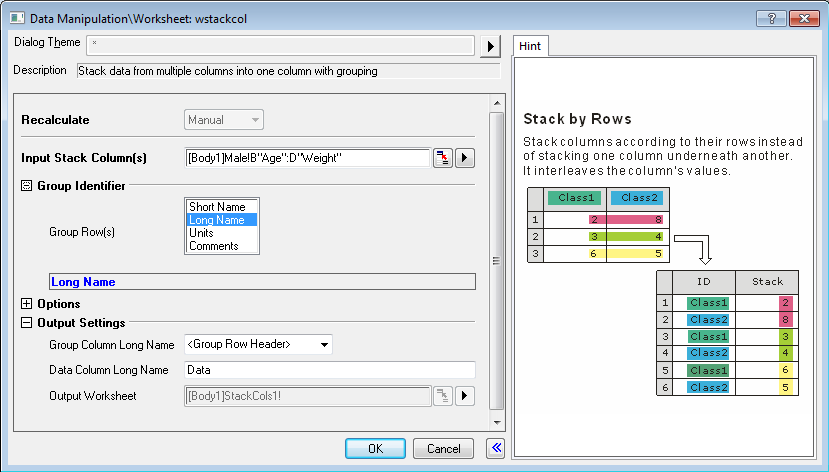 Data Manipulation\Worksheet: wstackcol
Dialog Theme *
Description Stack data from multiple columns into one column with grouping
Recalculate Manual
Input Stack Column(s) [Body1]Male!B"Age":D"Weight"
Group Identifier
Group Row(s)
Short Name
Long Name
Units
Comments
Long Name
Options
Output Settings
Group Column Long Name <Group Row Header>
Data Column Long Name Data
Output Worksheet [Body1]StackCols1!
OK Cancel
Hint
Stack by Rows
Stack columns according to their rows instead
of stacking one column underneath another.
It interleaves the column's values.
Class1 Class2
1 2 8
2 3 4
3 6 5
ID Stack
1 Class1 2
2 Class2 8
3 Class1 3
4 Class2 4
5 Class1 6
6 Class2 5